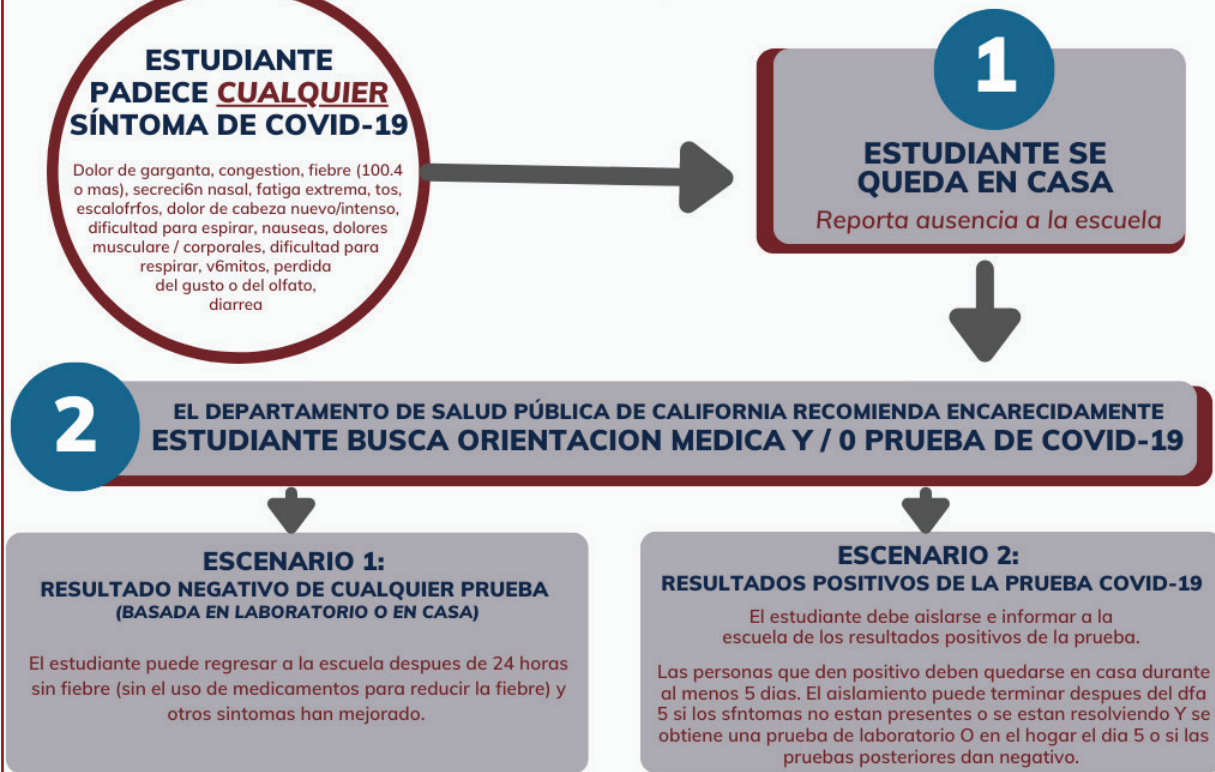 ESTUDIANTE
PADECE CUALQUIER
SÍNTOMA DE COVID-19
Dolor de garganta, congestion, fiebre (100.4
o mas), secreci6n nasal, fatiga extrema, tos,
escalofrfos, dolor de cabeza nuevo/intenso,
dificultad para espirar, nauseas, dolores
musculare / corporales, dificultad para
respirar, v6mitos, perdida
del gusto o del olfato,
diarrea
1
ESTUDIANTE SE
QUEDA EN CASA
Reporta ausencia a la escuela
2
EL DEPARTAMENTO DE SALUD PÚBLICA DE CALIFORNIA RECOMIENDA ENCARECIDAMENTE
ESTUDIANTE BUSCA ORIENTACION MEDICA Y / 0 PRUEBA DE COVID-19
ESCENARIO 1:
RESULTADO NEGATIVO DE CUALQUIER PRUEBA
(BASADA EN LABORATORIO O EN CASA)
El estudiante puede regresar a la escuela despues de 24 horas
sin fiebre (sin el uso de medicamentos para reducir la fiebre) y
otros sintomas han mejorado.
ESCENARIO 2:
RESULTADOS POSITIVOS DE LA PRUEBA COVID-19
El estudiante debe aislarse e informar a la
escuela de los resultados positivos de la prueba.
Las personas que den positivo deben quedarse en casa durante
al menos 5 dias. El aislamiento puede terminar despues del dfa
5 si los sfntomas no estan presentes o se estan resolviendo Y se
obtiene una prueba de laboratorio O en el hogar el dia 5 o si las
pruebas posteriores dan negativo.